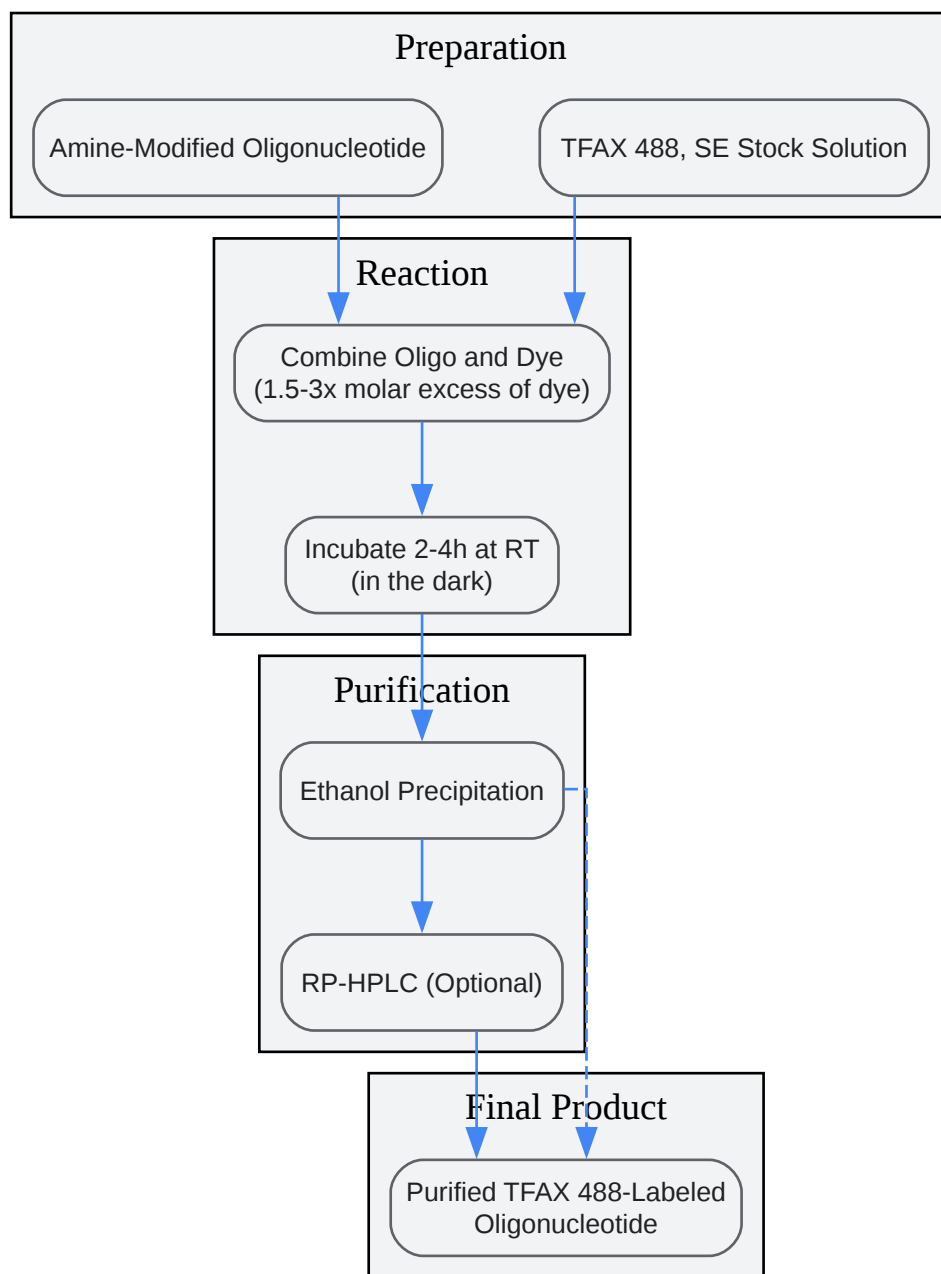 Preparation
Amine-Modified Oligonucleotide
TFAX 488, SE Stock Solution
Reaction
Combine Oligo and Dye
(1.5-3x molar excess of dye)
Incubate 2-4h at RT
(in the dark)
Purification
Ethanol Precipitation
RP-HPLC (Optional)
Final Product
Purified TFAX 488-Labeled
Oligonucleotide